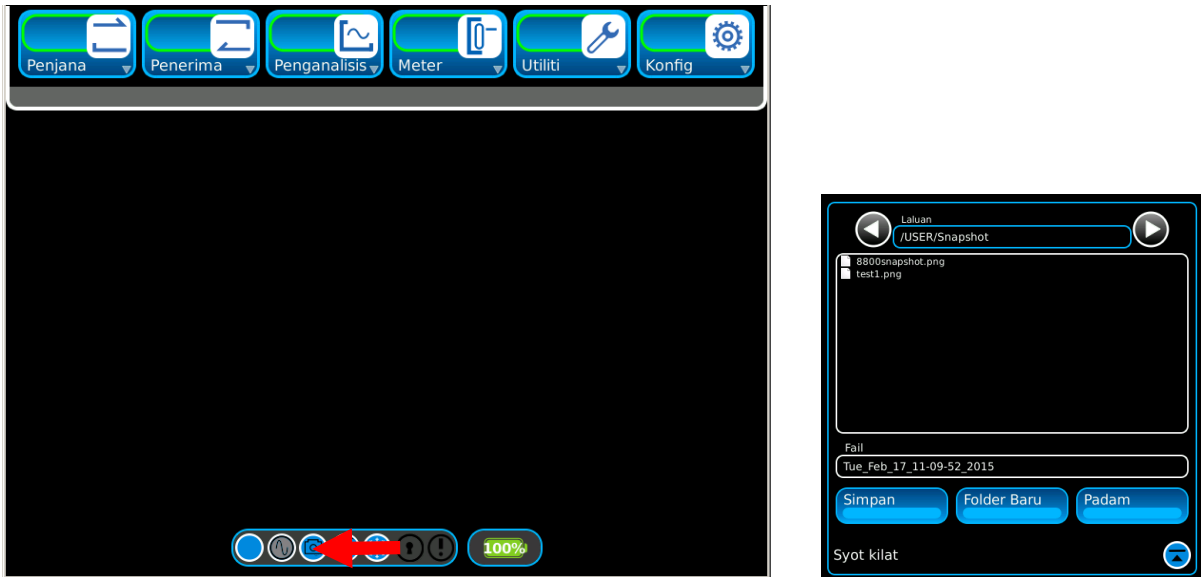 Penjana Penerima Penganalisis Meter Utiliti Konfig
100%
Laluan
/USER/Snapshot
8800snapshot.png
test1.png
Fail
Tue_Feb_17_11-09-52_2015
Simpan Folder Baru Padam
Syot kilat